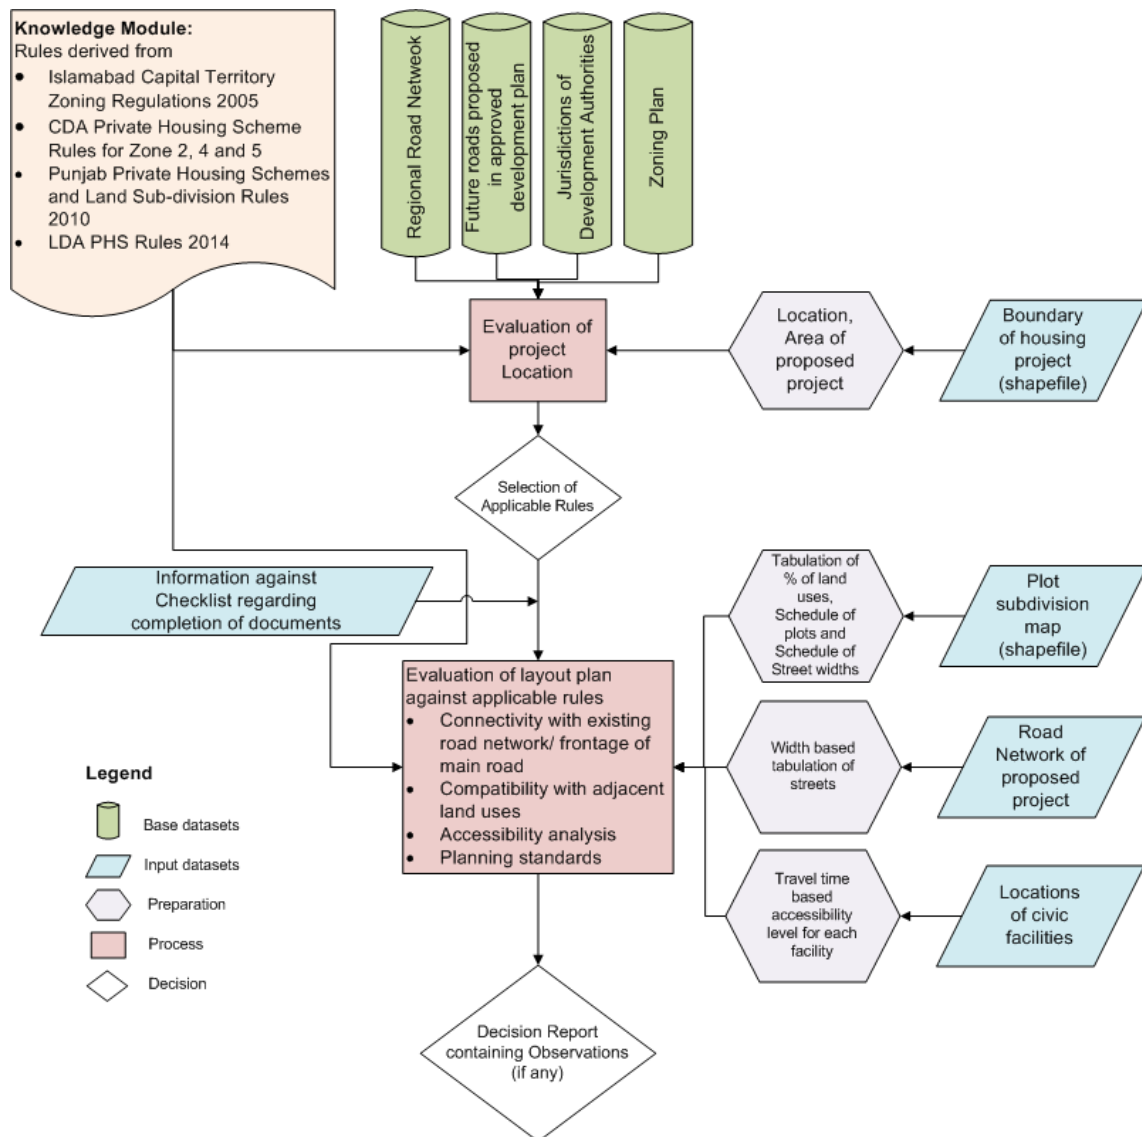 Knowledge Module:
Rules derived from
• Islamabad Capital Territory
Zoning Regulations 2005
• CDA Private Housing Scheme
Rules for Zone 2, 4 and 5
• Punjab Private Housing Schemes
and Land Sub-division Rules
2010
• LDA PHS Rules 2014
Regional Road Netweok
Future roads proposed
in approved
development plan
Jurisdictions of
Development Authorities
Zoning Plan
Evaluation of
project
Location
Location,
Area of
proposed
project
Boundary
of housing
project
(shapefile)
Selection of
Applicable Rules
Information against
Checklist regarding
completion of documents
Tabulation of
% of land
uses,
Schedule of
plots and
Schedule of
Street widths
Plot
subdivision
map
(shapefile)
Evaluation of layout plan
against applicable rules
• Connectivity with existing
road network/ frontage of
main road
• Compatibility with adjacent
land uses
• Accessibility analysis
• Planning standards
Width based
tabulation of
streets
Road
Network of
proposed
project
Travel time
based
accessibility
level for each
facility
Locations
of civic
facilities
Legend
Base datasets
Input datasets
Preparation
Process
Decision
Decision Report
containing Observations
(if any)